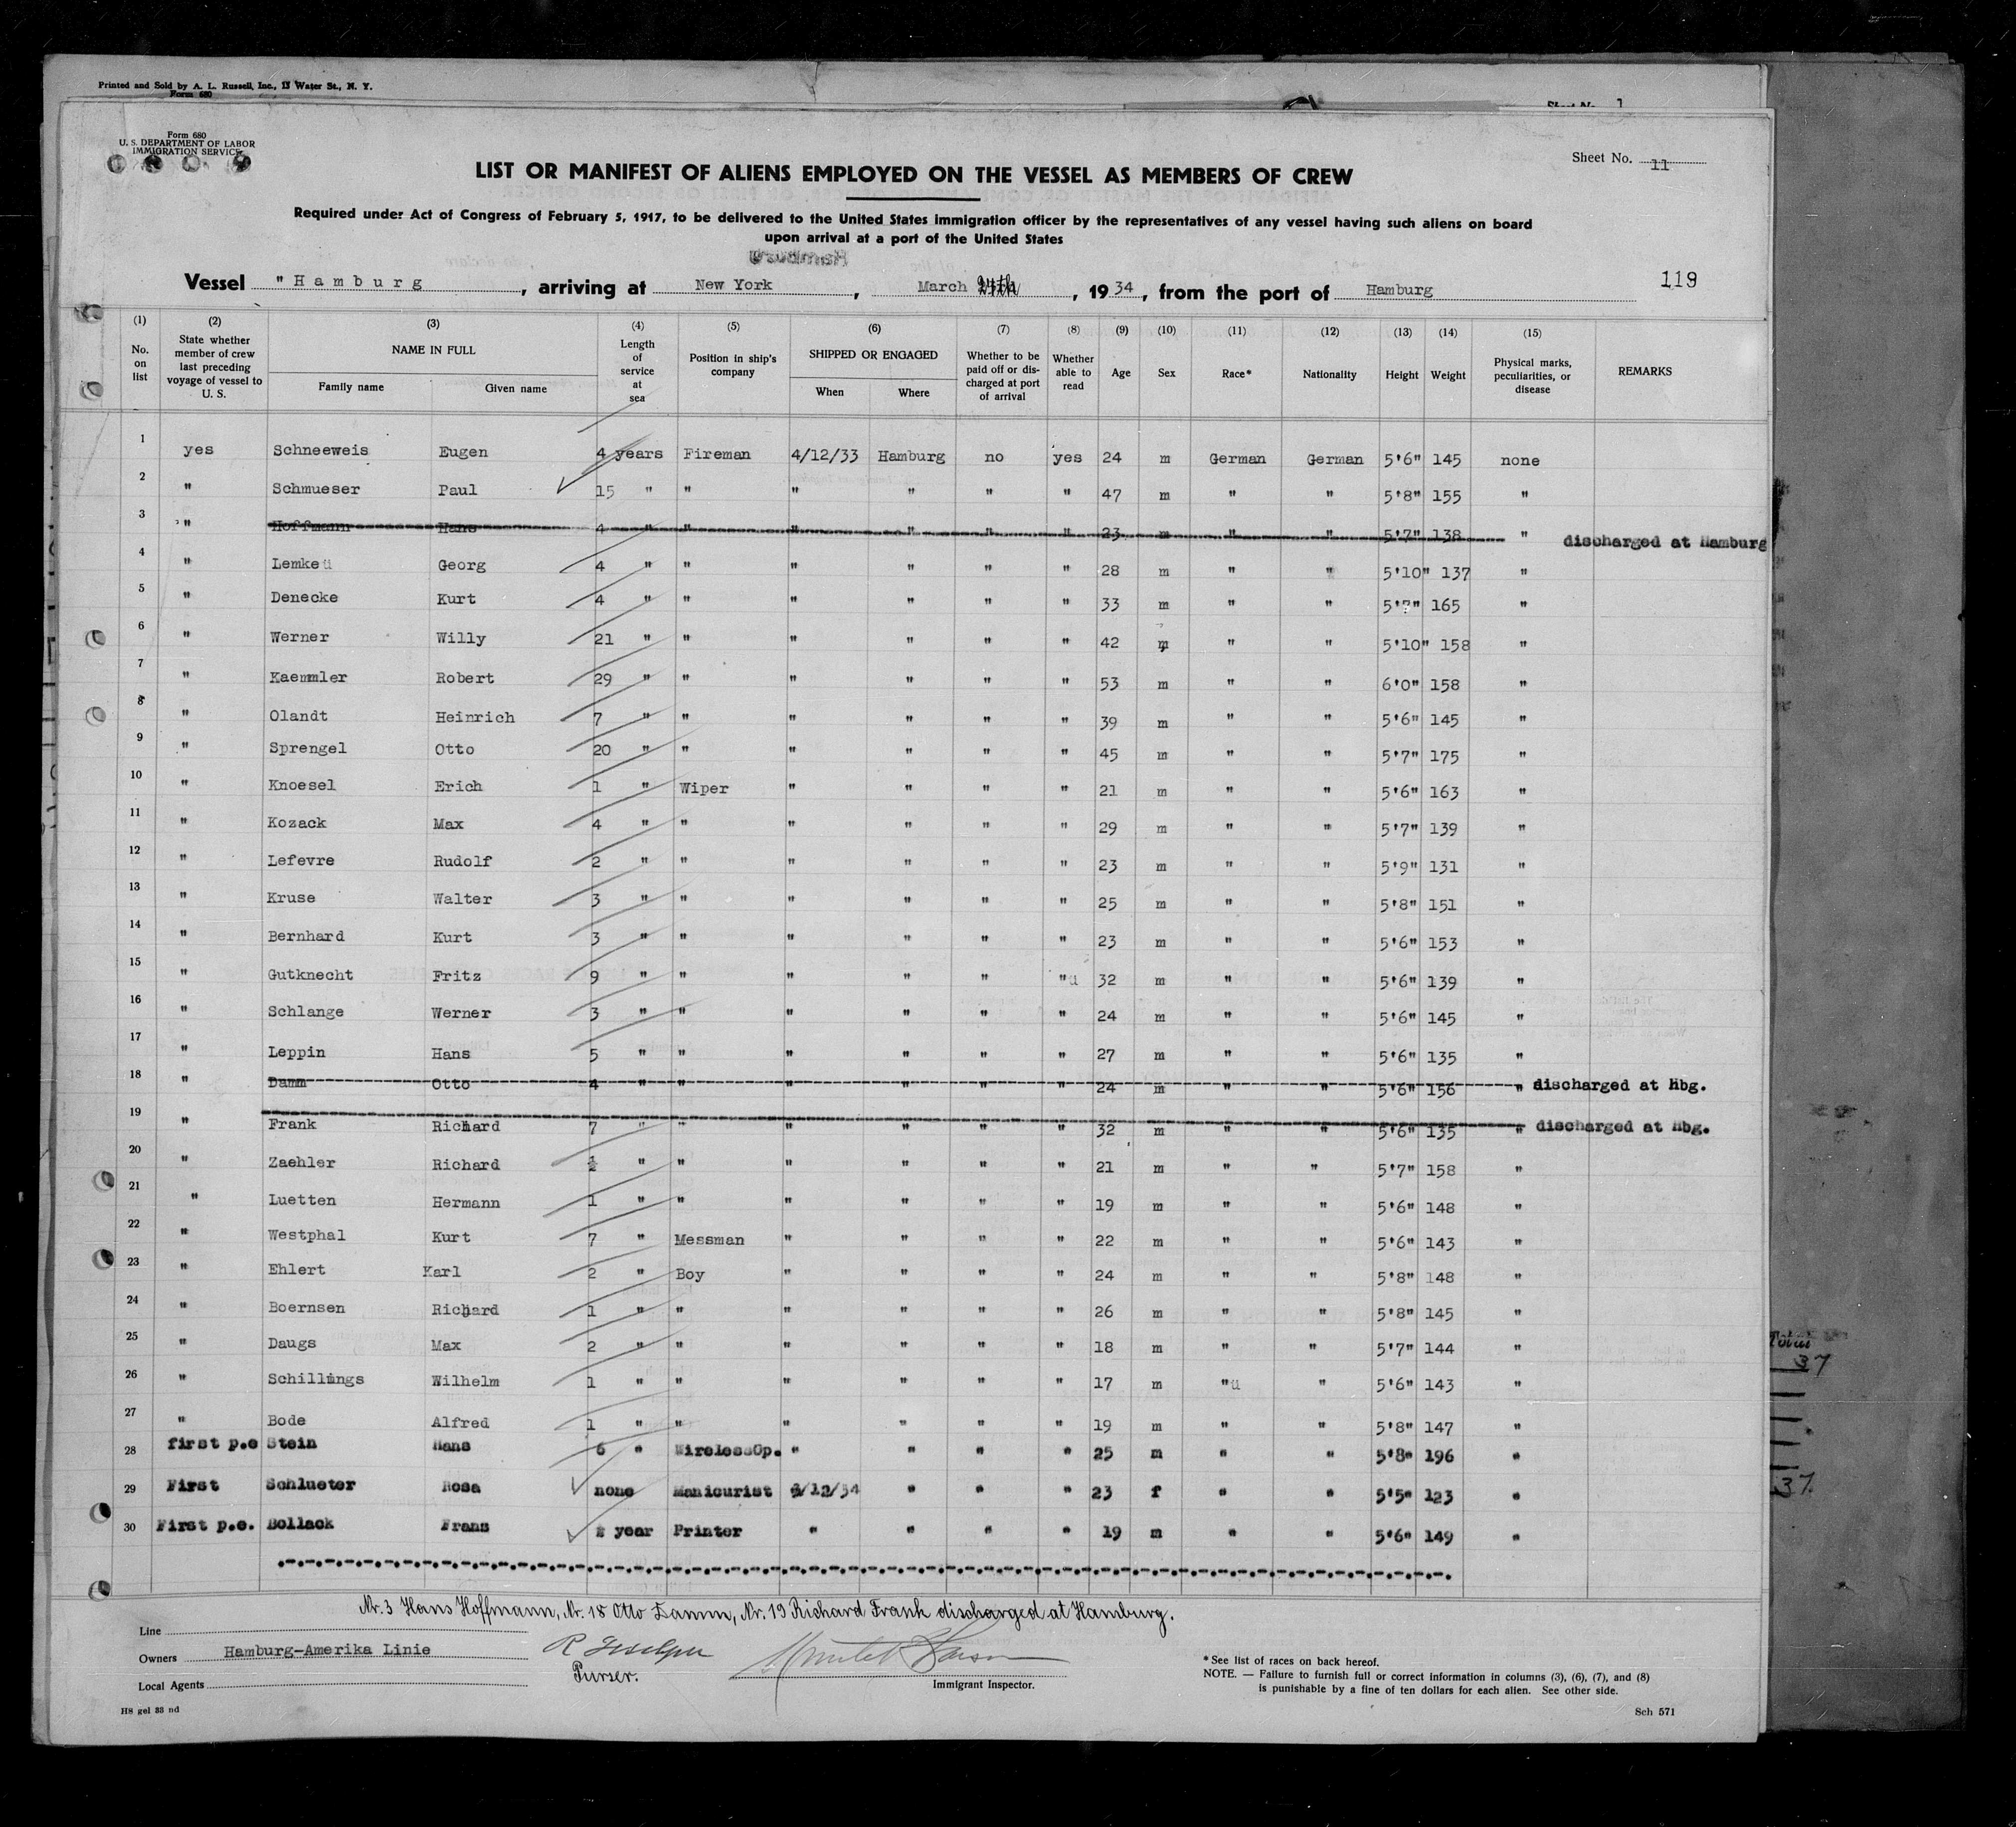 Printed and Sold by A. L. Russell, Inc., 13 Water St., N. Y.
Form 680
Form 680
U. S. DEPARTMENT OF LABOR
IMMIGRATION SERVICE
Sheet No. 11
LIST OR MANIFEST OF ALIENS EMPLOYED ON THE VESSEL AS MEMBERS OF CREW
Required under Act of Congress of February 5, 1917, to be delivered to the United States immigration officer by the representatives of any vessel having such aliens on board
upon arrival at a port of the United States
Vessel "Hamburg, arriving at New York, March 24th, 1934, from the port of Hamburg 119
(1) No. on list (2) State whether member of crew last preceding voyage of vessel to U. S. (3) NAME IN FULL Family name Given name (4) Length of service at sea (5) Position in ship's company (6) SHIPPED OR ENGAGED When Where (7) Whether to be paid off or discharged at port of arrival (8) Whether able to read (9) Age (10) Sex (11) Race* (12) Nationality (13) Height (14) Weight (15) Physical marks, peculiarities, or disease REMARKS
1 yes Schneeweis Eugen 4 years Fireman 4/12/33 Hamburg no yes 24 m German German 5'6" 145 none
2 " Schmueser Paul 15 " " " " " " 47 m " " 5'8" 155 "
3 " Hoffmann Hans 4 " " " " " " 23 m " " 5'7" 138 " discharged at Hamburg
4 " Lemke Georg 4 " " " " " " 28 m " " 5'10" 137 "
5 " Denecke Kurt 4 " " " " " " 33 m " " 5'7" 165 "
6 " Werner Willy 21 " " " " " " 42 m " " 5'10" 158 "
7 " Kaemmler Robert 29 " " " " " " 53 m " " 6'0" 158 "
8 " Olandt Heinrich 7 " " " " " " 39 m " " 5'6" 145 "
9 " Sprengel Otto 20 " " " " " " 45 m " " 5'7" 175 "
10 " Knoesel Erich 1 " Wiper " " " " 21 m " " 5'6" 163 "
11 " Kozack Max 4 " " " " " " 29 m " " 5'7" 139 "
12 " Lefevre Rudolf 2 " " " " " " 23 m " " 5'9" 131 "
13 " Kruse Walter 3 " " " " " " 25 m " " 5'8" 151 "
14 " Bernhard Kurt 3 " " " " " " 23 m " " 5'6" 153 "
15 " Gutknecht Fritz 9 " " " " " " 32 m " " 5'6" 139 "
16 " Schlange Werner 3 " " " " " " 24 m " " 5'6" 145 "
17 " Leppin Hans 5 " " " " " " 27 m " " 5'6" 135 "
18 " Damm Otto 4 " " " " " " 24 m " " 5'6" 156 " discharged at Hbg.
19 " Frank Richard 7 " " " " " " 32 m " " 5'6" 135 " discharged at Hbg.
20 " Zaehler Richard ½ " " " " " " 21 m " " 5'7" 158 "
21 " Luetten Hermann 1 " " " " " " 19 m " " 5'6" 148 "
22 " Westphal Kurt 7 " Messman " " " " 22 m " " 5'6" 143 "
23 " Ehlert Karl 2 " Boy " " " " 24 m " " 5'8" 148 "
24 " Boernsen Richard 1 " " " " " " 26 m " " 5'8" 145 "
25 " Daugs Max 2 " " " " " " 18 m " " 5'7" 144 "
26 " Schillings Wilhelm 1 " " " " " " 17 m " " 5'6" 143 "
27 " Bode Alfred 1 " " " " " " 19 m " " 5'8" 147 "
28 first p.e Stein Hans 6 " WirelessOp. " " " " 25 m " " 5'8" 196 "
29 First Schlueter Rosa none Manicurist /12/34 " " " 23 f " " 5'5" 123 "
30 First p.e. Bollack Frans year Printer " " " " 19 m " " 5'6" 149 "
Nr. 3 Hans Hoffmann, Nr. 18 Otto Damm, Nr. 19 Richard Frank discharged at Hamburg.
Line
Owners Hamburg-Amerika Linie
Purser.
Local Agents
Immigrant Inspector.
* See list of races on back hereof.
NOTE. — Failure to furnish full or correct information in columns (3), (6), (7), and (8)
is punishable by a fine of ten dollars for each alien. See other side.
HS gel 33 nd
Sch 571
Total
37
37